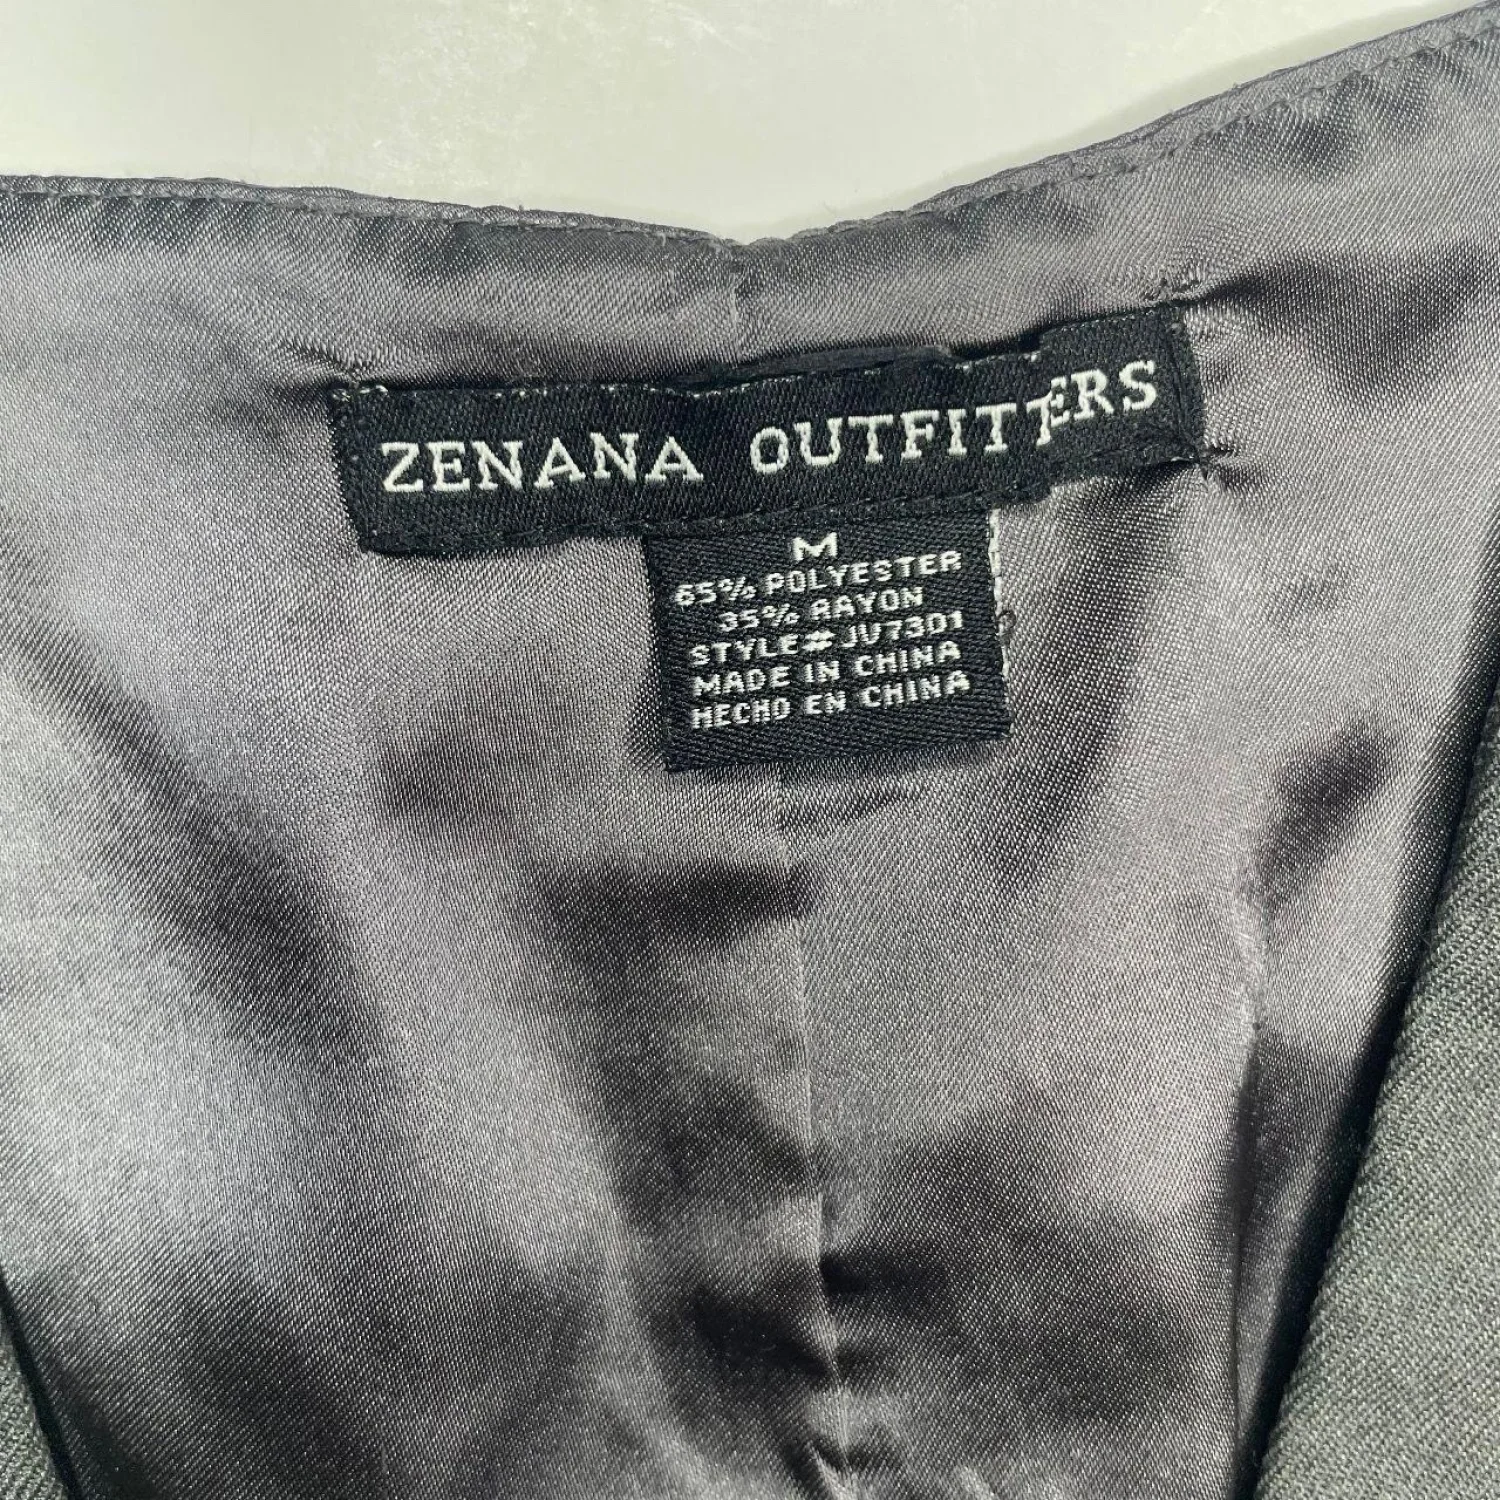 ZENANA OUTFITTERS
M
65% POLYESTER
35% RAYON
STYLE# JV7301
MADE IN CHINA
HECHO EN CHINA